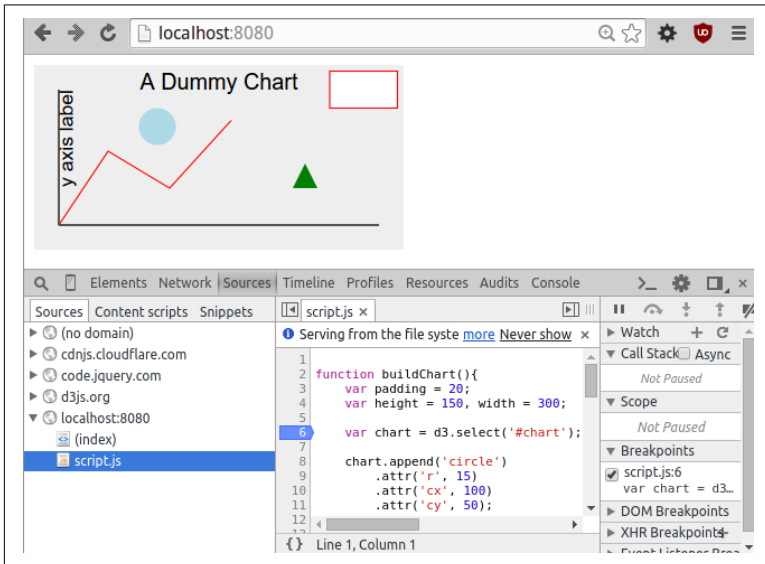 localhost:8080
A Dummy Chart
y axis label
Elements Network Sources Timeline Profiles Resources Audits Console
Sources Content scripts Snippets
(no domain)
cdnjs.cloudflare.com
code.jquery.com
d3js.org
localhost:8080
(index)
script.js
script.js ×
Serving from the file syste more Never show ×
1
2 function buildChart(){
3 var padding = 20;
4 var height = 150, width = 300;
5
6 var chart = d3.select('#chart');
7
8 chart.append('circle')
9 .attr('r', 15)
10 .attr('cx', 100)
11 .attr('cy', 50);
12
{} Line 1, Column 1
Watch
Call Stack Async
Not Paused
Scope
Not Paused
Breakpoints
script.js:6
var chart = d3…
DOM Breakpoints
XHR Breakpoints
Event Listener Brea